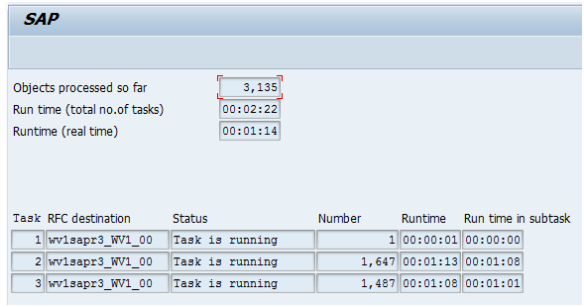 SAP
Objects processed so far 3,135
Run time (total no.of tasks) 00:02:22
Runtime (real time) 00:01:14
Task RFC destination Status Number Runtime Run time in subtask
1 wv1sapr3_WV1_00 Task is running 1 00:00:01 00:00:00
2 wv1sapr3_WV1_00 Task is running 1,647 00:01:13 00:01:08
3 wv1sapr3_WV1_00 Task is running 1,487 00:01:08 00:01:01